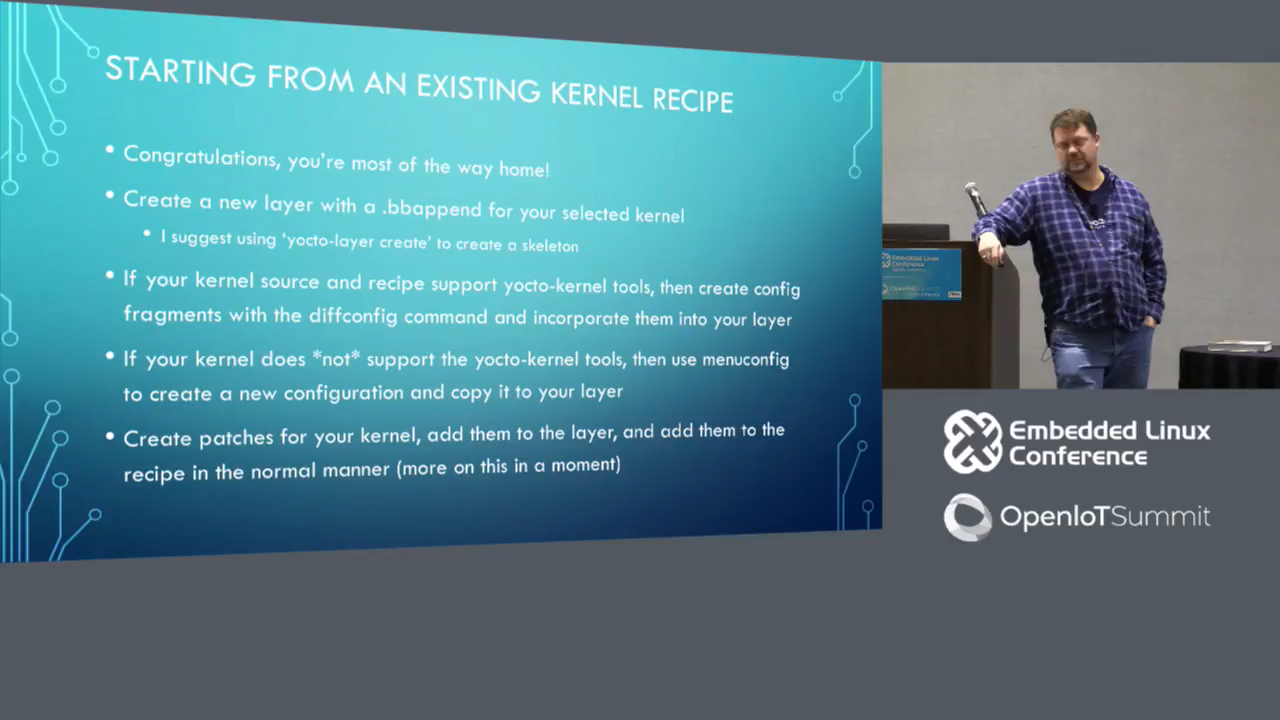 STARTING FROM AN EXISTING KERNEL RECIPE
• Congratulations, you're most of the way home!
• Create a new layer with a .bbappend for your selected kernel
• I suggest using 'yocto-layer create' to create a skeleton
• If your kernel source and recipe support yocto-kernel tools, then create config
fragments with the diffconfig command and incorporate them into your layer
• If your kernel does *not* support the yocto-kernel tools, then use menuconfig
to create a new configuration and copy it to your layer
• Create patches for your kernel, add them to the layer, and add them to the
recipe in the normal manner (more on this in a moment)
Embedded Linux
Conference
OpenIoTSummit
Embedded Linux
Conference
OpenIoTSummit